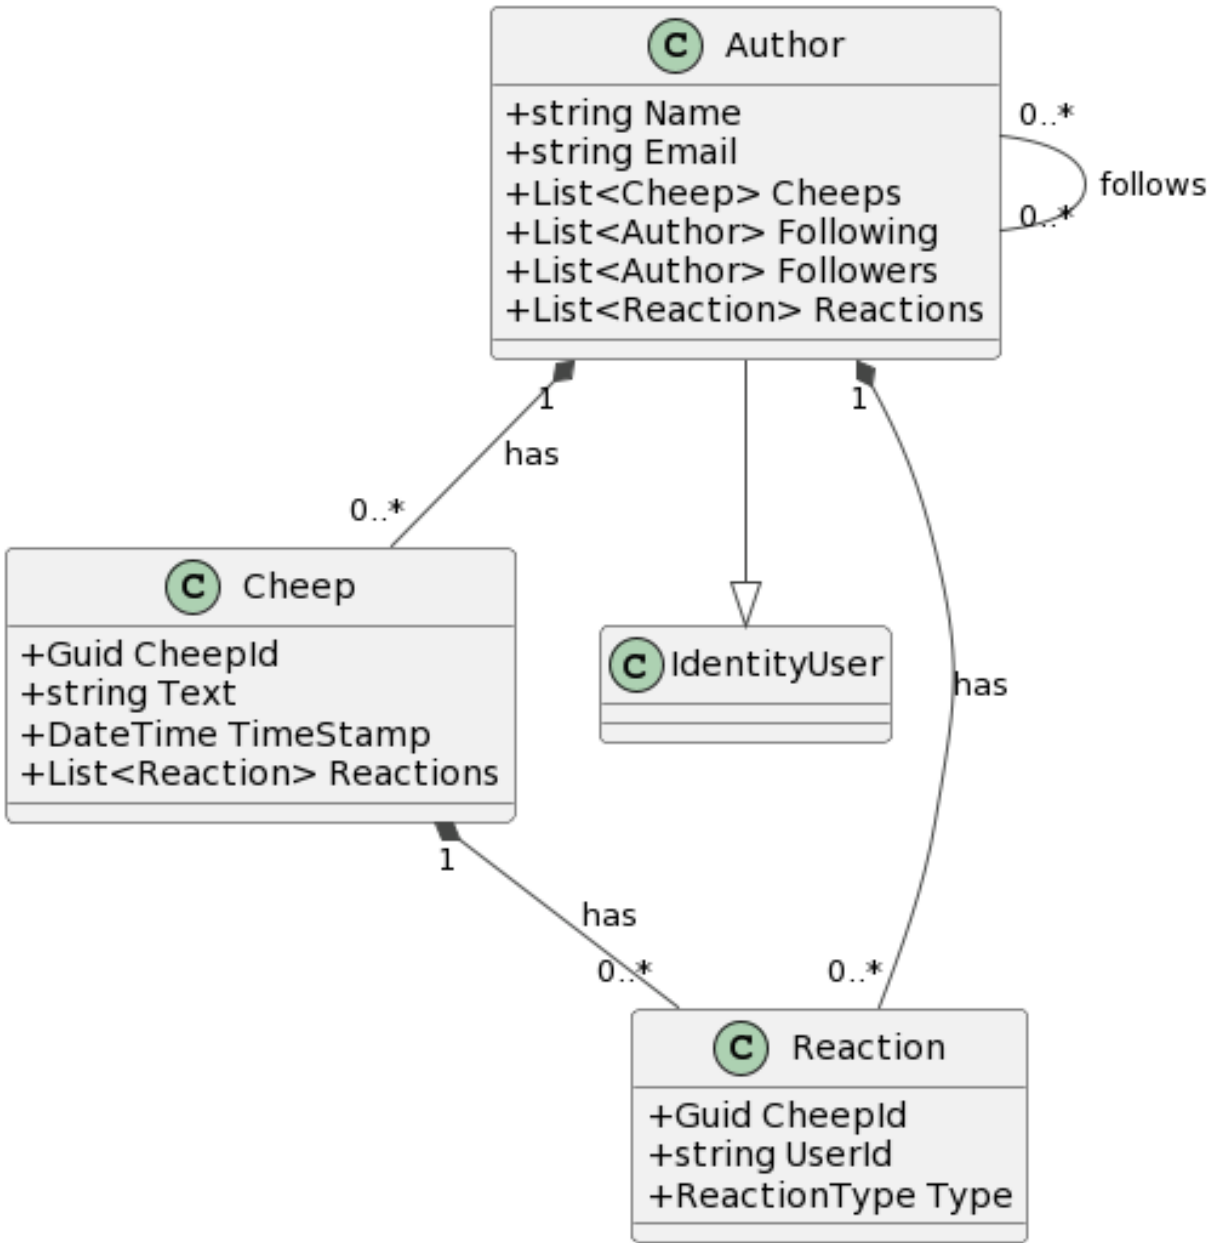 C Author
+string Name
+string Email
+List<Cheep> Cheeps
+List<Author> Following
+List<Author> Followers
+List<Reaction> Reactions
0..*
follows
0..*
1
1
has
0..*
C Cheep
+Guid CheepId
+string Text
+DateTime TimeStamp
+List<Reaction> Reactions
C IdentityUser
has
1
has
0..*
0..*
C Reaction
+Guid CheepId
+string UserId
+ReactionType Type